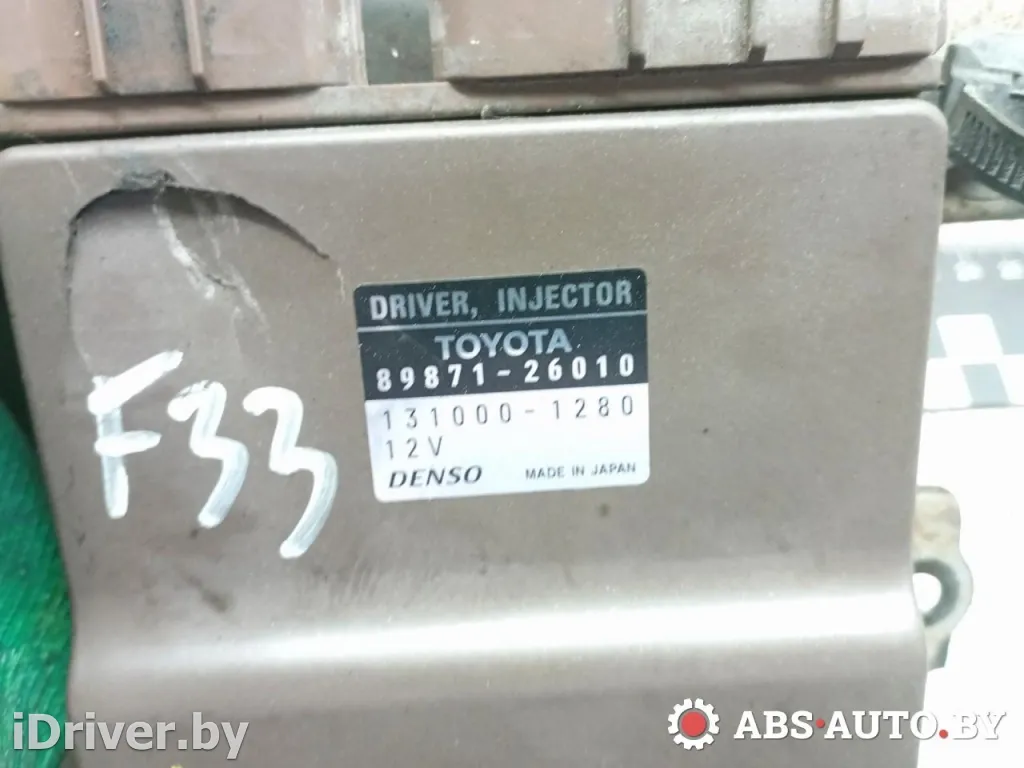 DRIVER, INJECTOR
TOYOTA
89871-26010
131000-1280
12V
DENSO MADE IN JAPAN
F33
iDriver.by
ABS-AUTO.BY